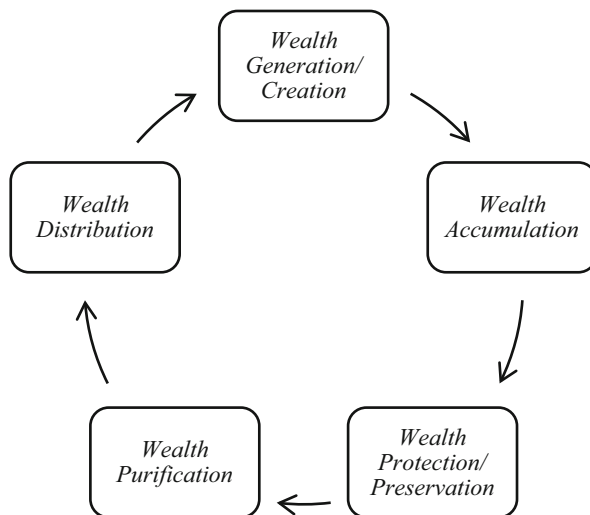 Wealth
Generation/
Creation
Wealth
Accumulation
Wealth
Protection/
Preservation
Wealth
Purification
Wealth
Distribution